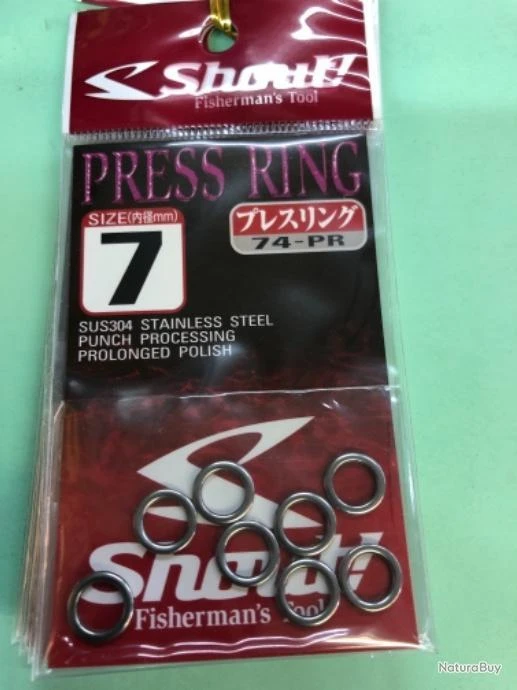 Shout!
Fisherman's Tool
PRESS RING
SIZE(内径mm)
7
プレスリング
74-PR
SUS304 STAINLESS STEEL
PUNCH PROCESSING
PROLONGED POLISH
Shout!
Fisherman's Tool
NaturaBuy